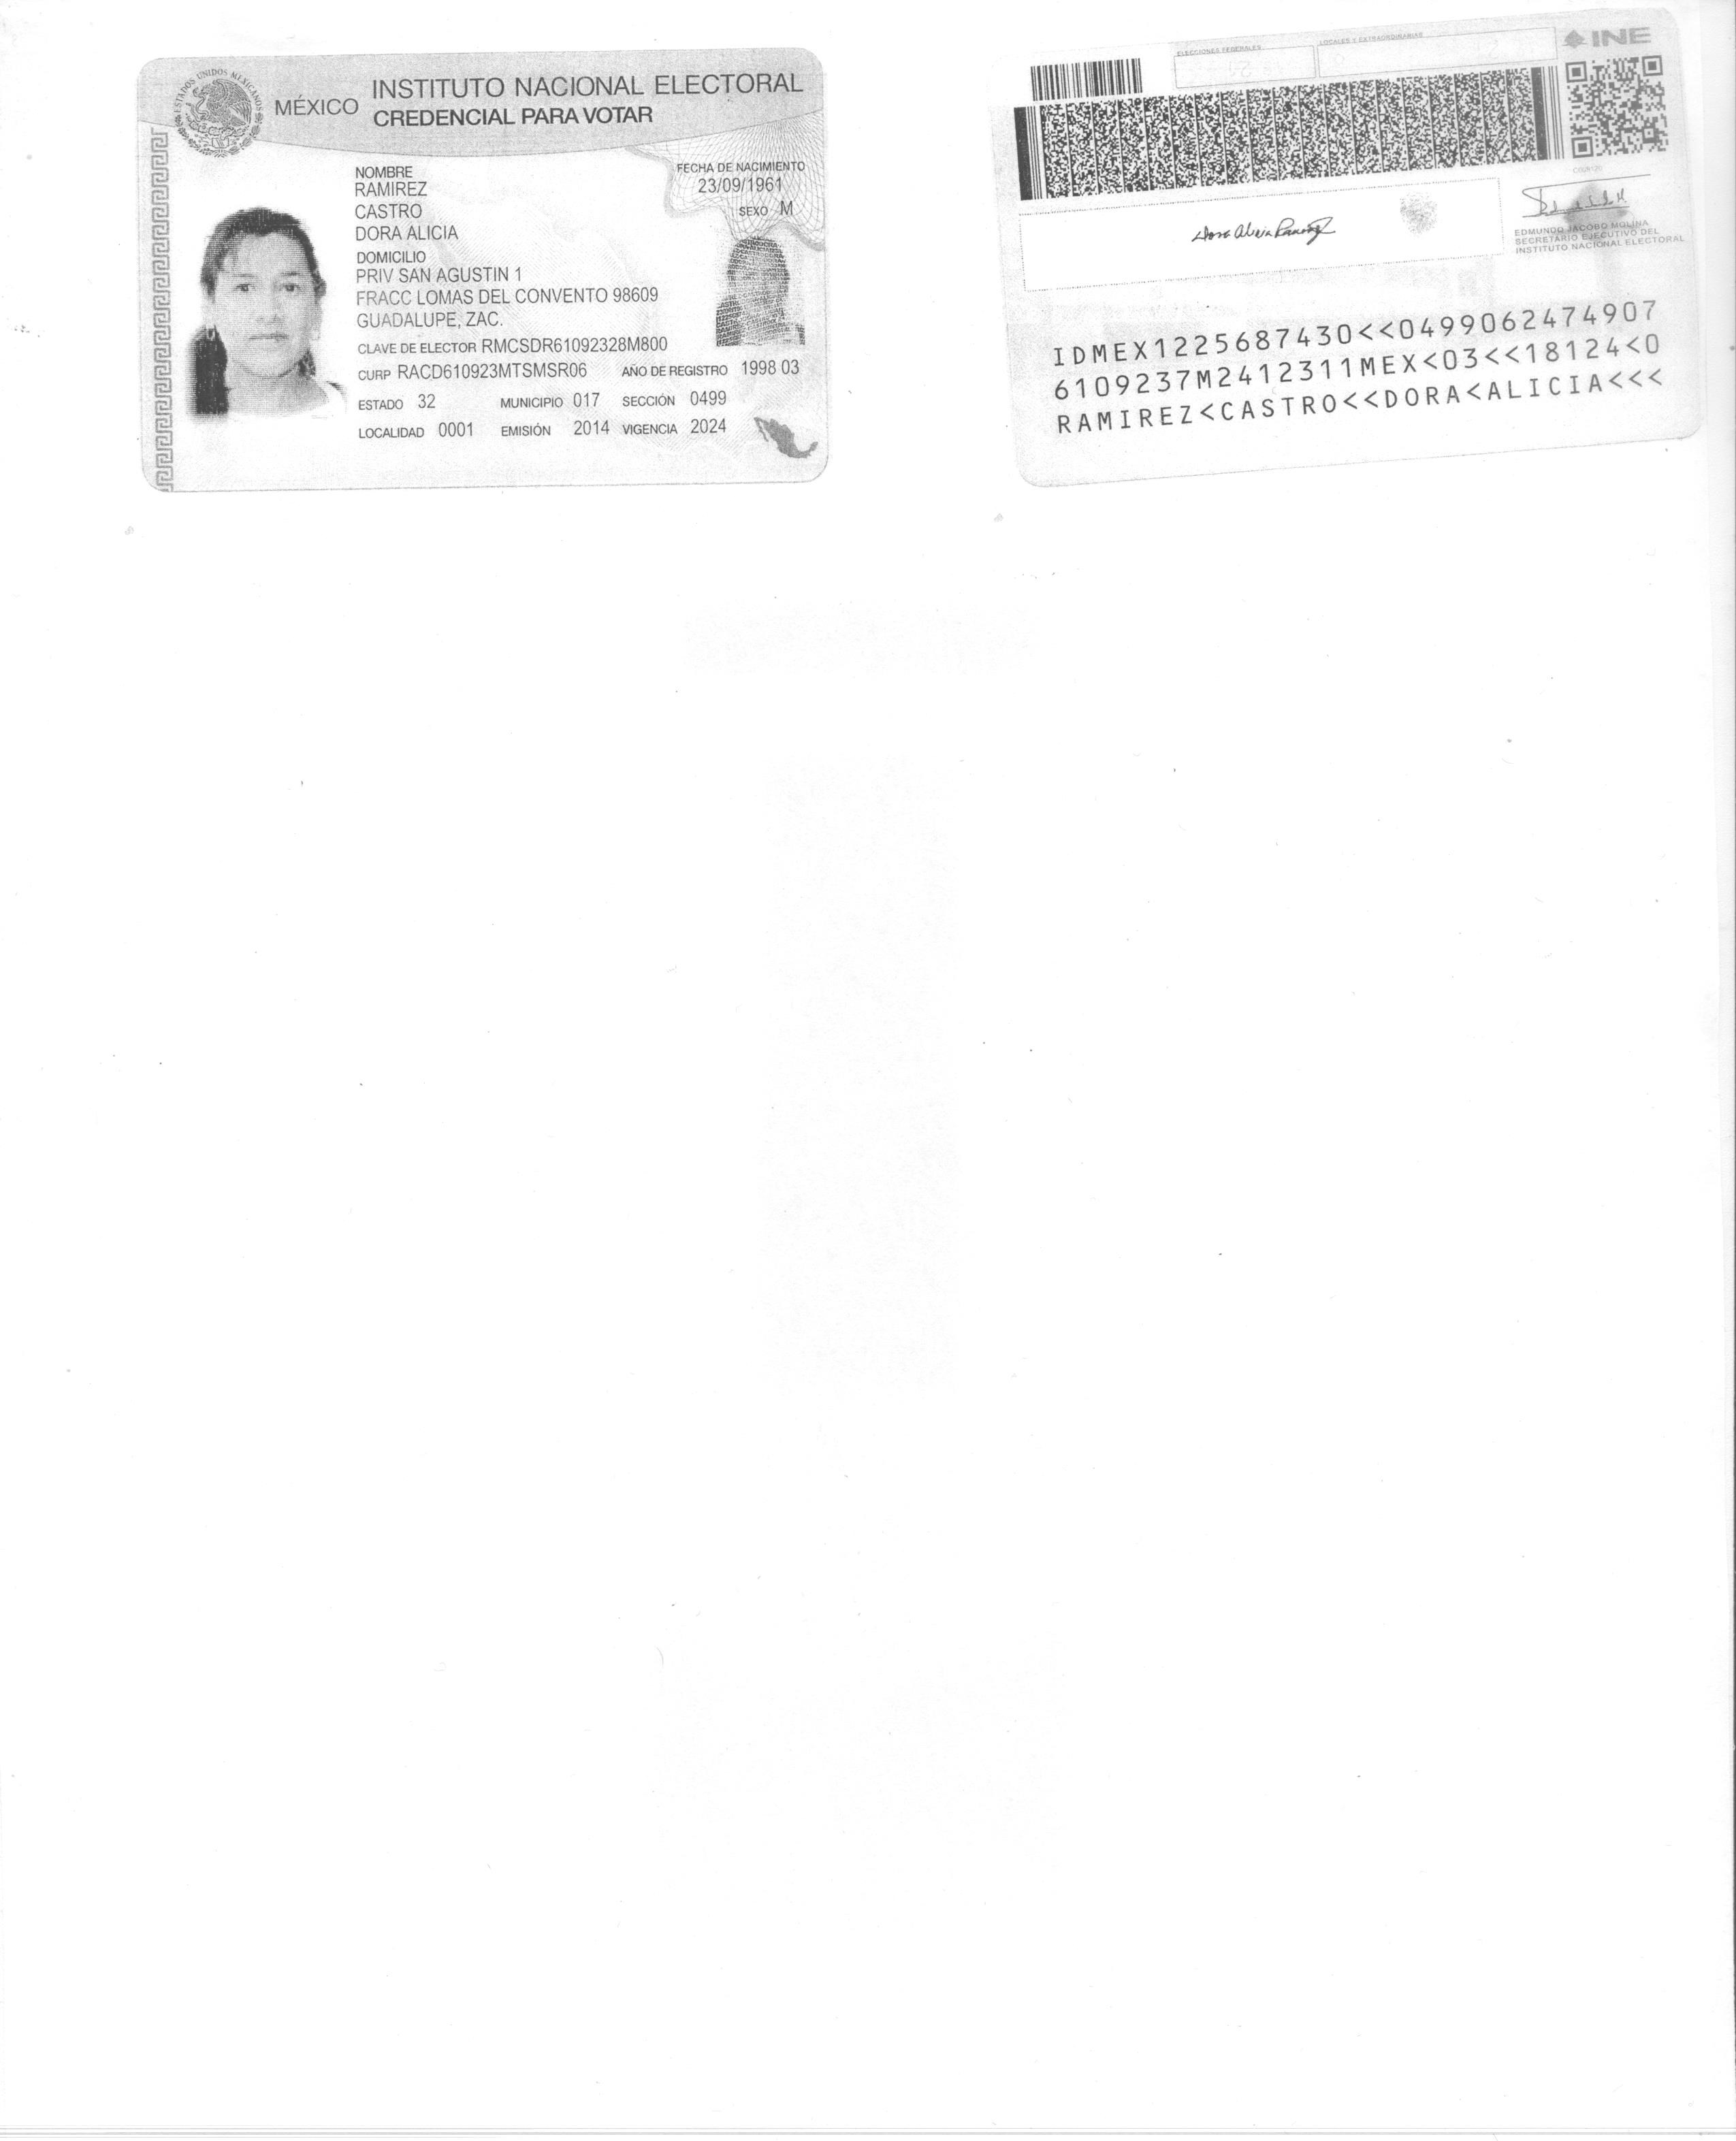 ESTADOS UNIDOS MEXICANOS
MÉXICO
INSTITUTO NACIONAL ELECTORAL
CREDENCIAL PARA VOTAR
NOMBRE
RAMIREZ
CASTRO
DORA ALICIA
FECHA DE NACIMIENTO
23/09/1961
SEXO M
DOMICILIO
PRIV SAN AGUSTIN 1
FRACC LOMAS DEL CONVENTO 98609
GUADALUPE, ZAC.
CLAVE DE ELECTOR RMCSDR61092328M800
CURP RACD610923MTSMSR06 AÑO DE REGISTRO 1998 03
ESTADO 32 MUNICIPIO 017 SECCIÓN 0499
LOCALIDAD 0001 EMISIÓN 2014 VIGENCIA 2024
ELECCIONES FEDERALES
LOCALES Y EXTRAORDINARIAS
INE
Dora Alicia Ramirez
EDMUNDO JACOBO MOLINA
SECRETARIO EJECUTIVO DEL
INSTITUTO NACIONAL ELECTORAL
IDMEX1225687430<<0499062474907
6109237M2412311MEX<03<<18124<0
RAMIREZ<CASTRO<<DORA<ALICIA<<<